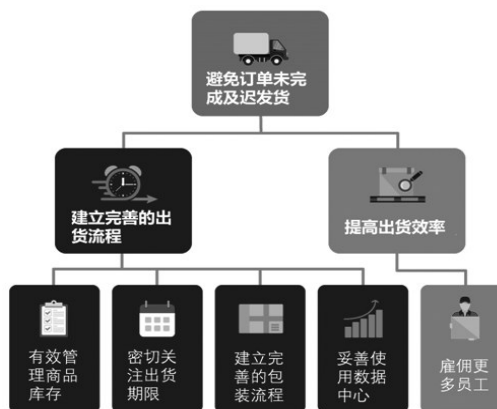 避免订单未完
成及迟发货
建立完善的出
货流程
提高出货效率
有效管
理商品
库存
密切关
注出货
期限
建立完
善的包
装流程
妥善使
用数据
中心
雇佣更
多员工